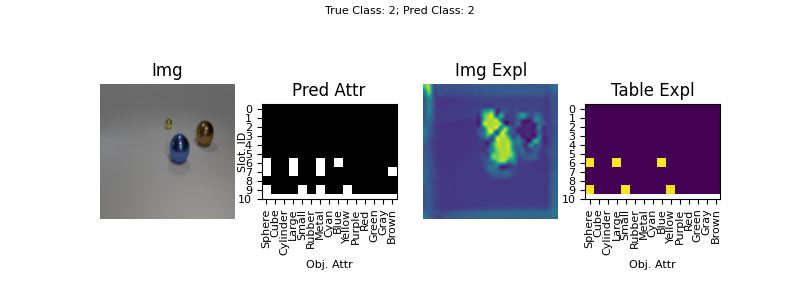 True Class: 2; Pred Class: 2
Img
Pred Attr
Img Expl
Table Expl
Slot. ID
0
1
2
3
4
5
6
7
8
9
10
0
1
2
3
4
5
6
7
8
9
10
Sphere
Cube
Cylinder
Large
Small
Rubber
Metal
Cyan
Blue
Yellow
Purple
Red
Green
Gray
Brown
Sphere
Cube
Cylinder
Large
Small
Rubber
Metal
Cyan
Blue
Yellow
Purple
Red
Green
Gray
Brown
Obj. Attr
Obj. Attr